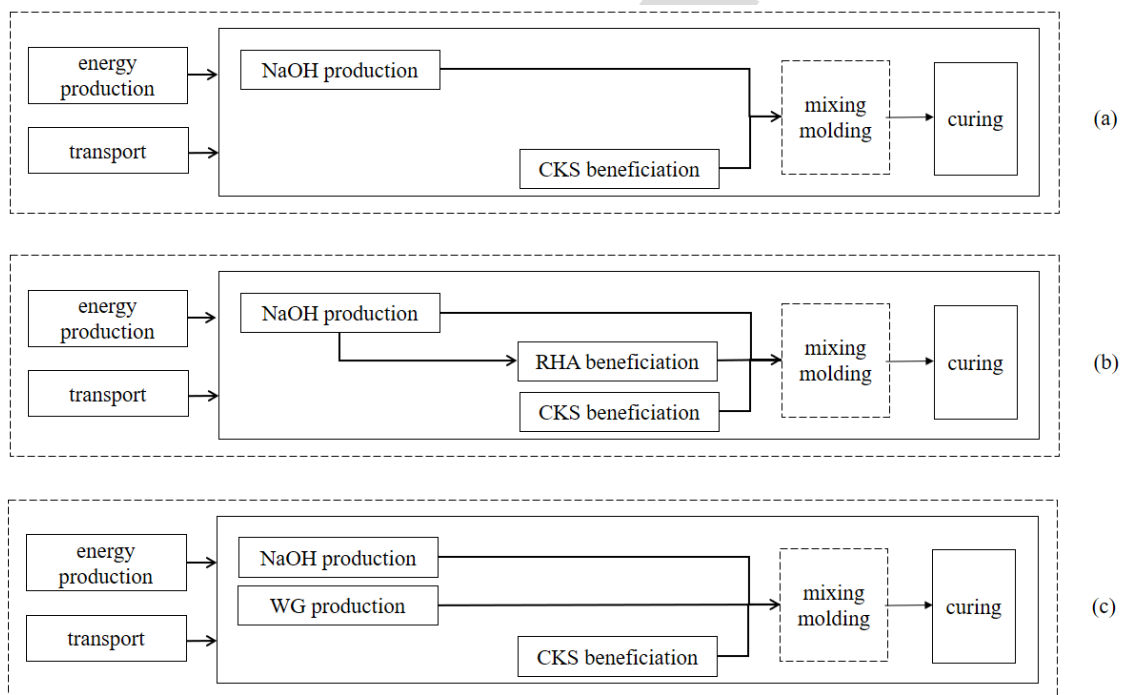 energy
production
NaOH production
mixing
molding
curing
(a)
transport
CKS beneficiation
energy
production
NaOH production
mixing
molding
curing
(b)
RHA beneficiation
transport
CKS beneficiation
energy
production
NaOH production
WG production
mixing
molding
curing
(c)
transport
CKS beneficiation